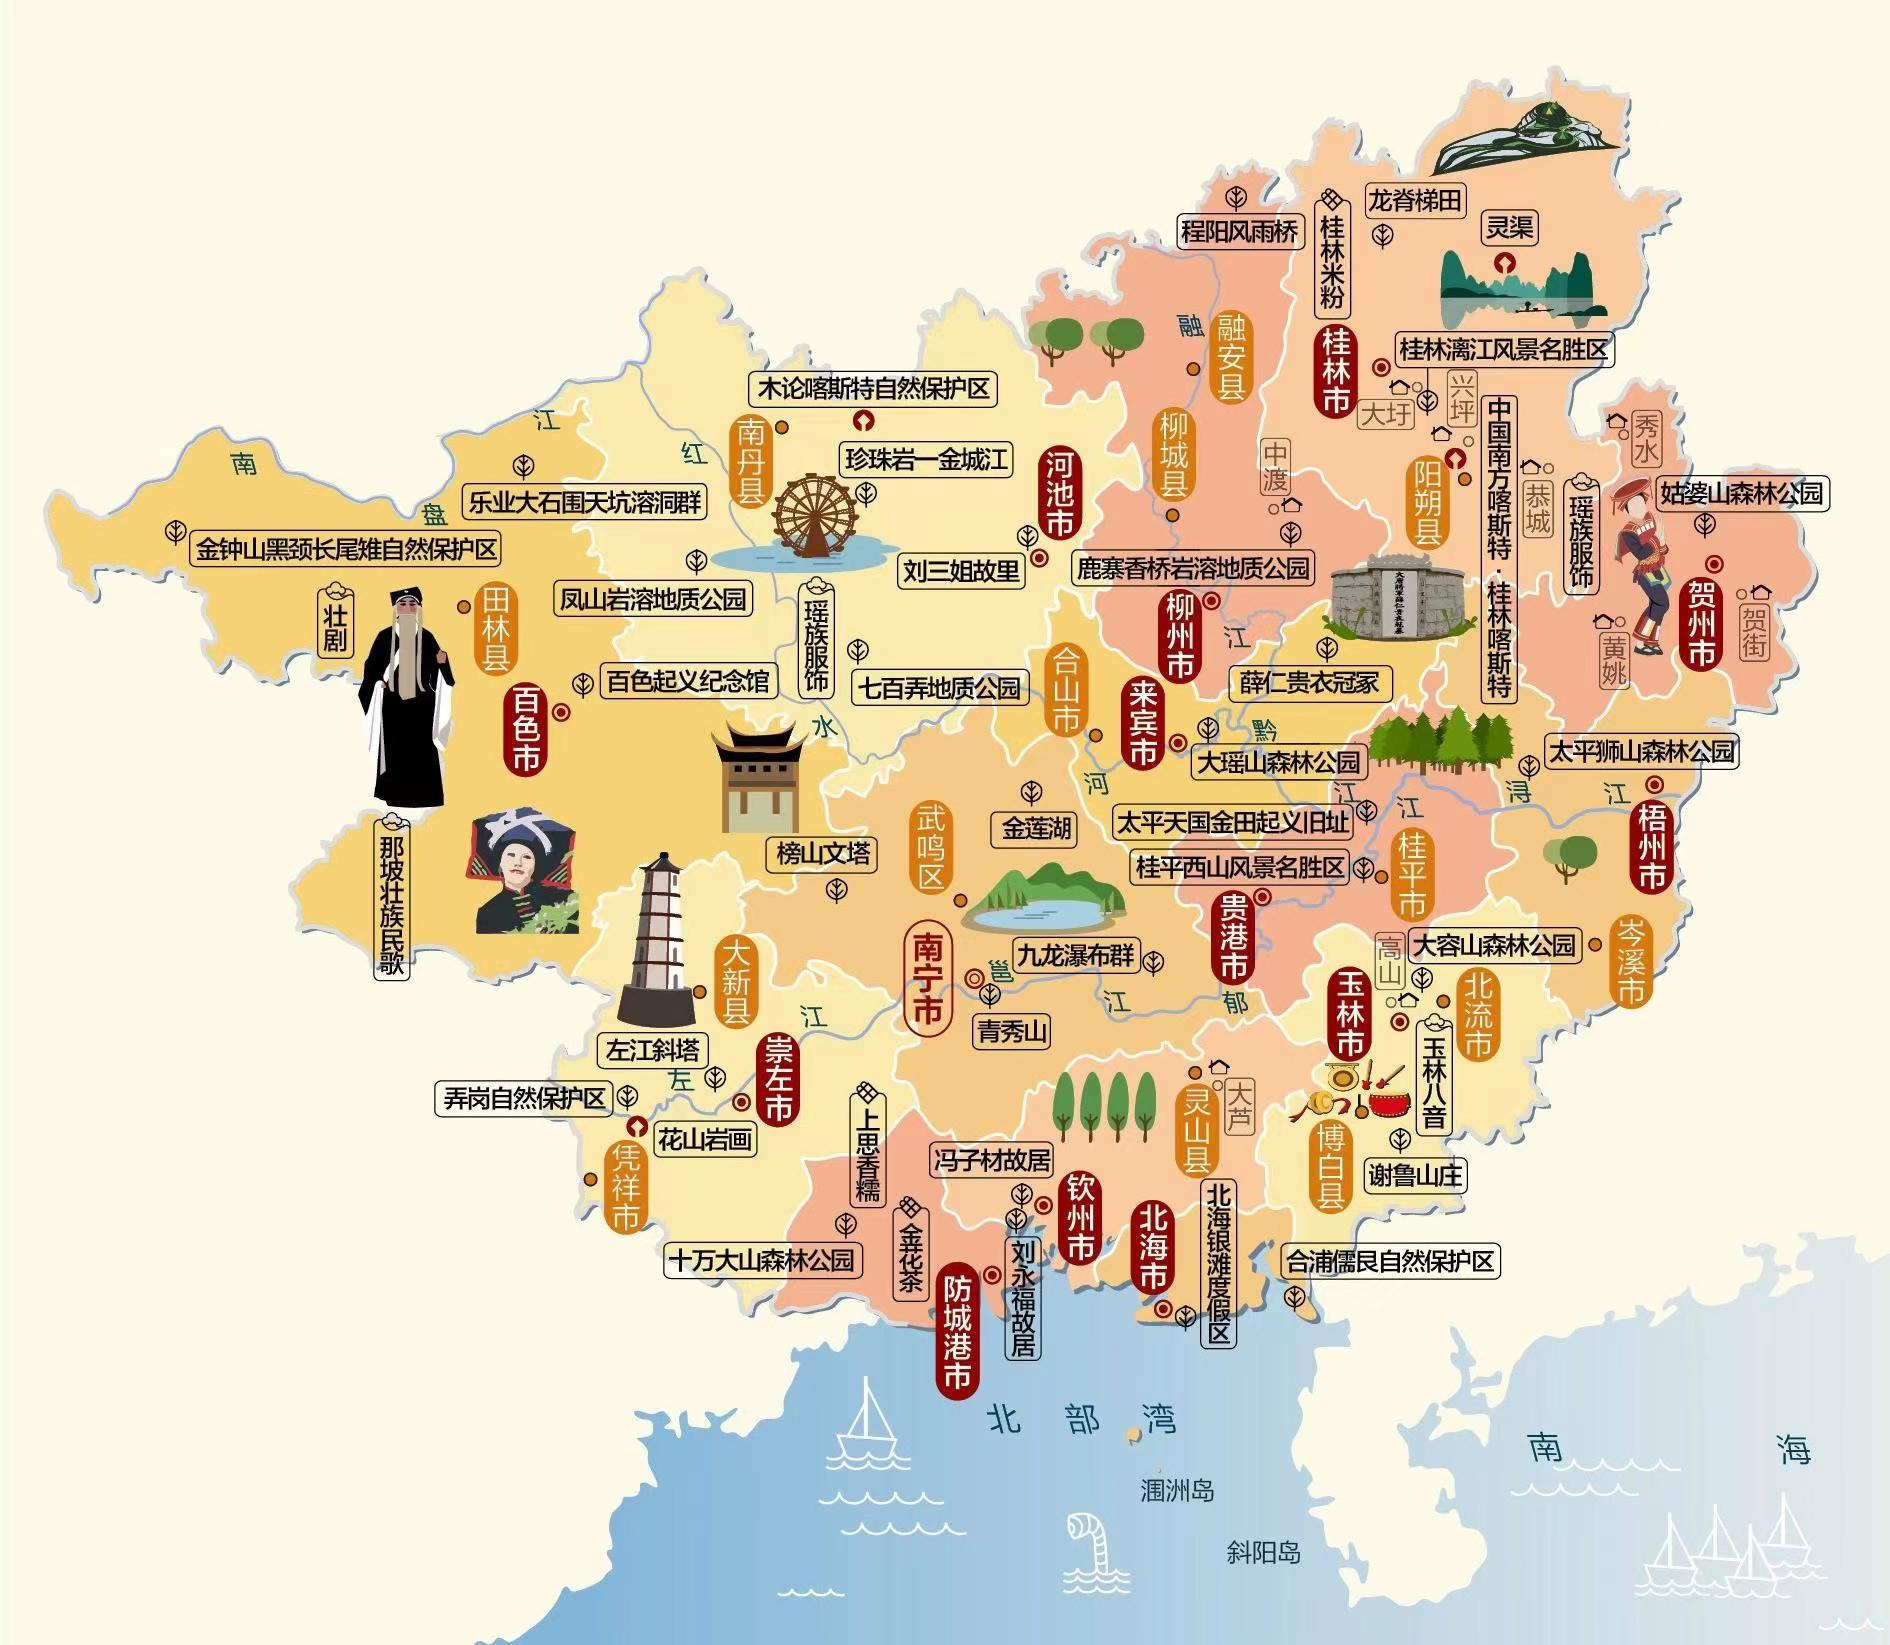 程阳风雨桥
桂林米粉
龙脊梯田
灵渠
融
融安县
桂林市
桂林漓江风景名胜区
大圩
兴坪
木论喀斯特自然保护区
南丹县
红
江
南
盘
珍珠岩一金城江
河池市
柳城县
中渡
阳朔县
中国南方喀斯特·桂林喀斯特
恭城
瑶族服饰
秀水
姑婆山森林公园
乐业大石围天坑溶洞群
金钟山黑颈长尾雉自然保护区
刘三姐故里
鹿寨香桥岩溶地质公园
大唐將軍薛仁貴衣冠墓
凤山岩溶地质公园
瑶族服饰
柳州市
江
贺州市
贺街
黄姚
壮剧
田林县
百色起义纪念馆
百色市
七百弄地质公园
合山市
来宾市
薛仁贵衣冠冢
水
黔
大瑶山森林公园
太平狮山森林公园
河
江
江
浔
江
武鸣区
金莲湖
太平天国金田起义旧址
梧州市
榜山文塔
桂平西山风景名胜区
桂平市
那坡壮族民歌
贵港市
大新县
南宁市
邕
九龙瀑布群
高山
大容山森林公园
岑溪市
江
郁
江
青秀山
玉林市
北流市
左江斜塔
左
崇左市
玉林八音
弄岗自然保护区
花山岩画
上思香糯
灵山县
大芦
博白县
谢鲁山庄
凭祥市
冯子材故居
钦州市
北海市
北海银滩度假区
十万大山森林公园
金花茶
防城港市
刘永福故居
合浦儒艮自然保护区
北部湾
南海
涠洲岛
斜阳岛